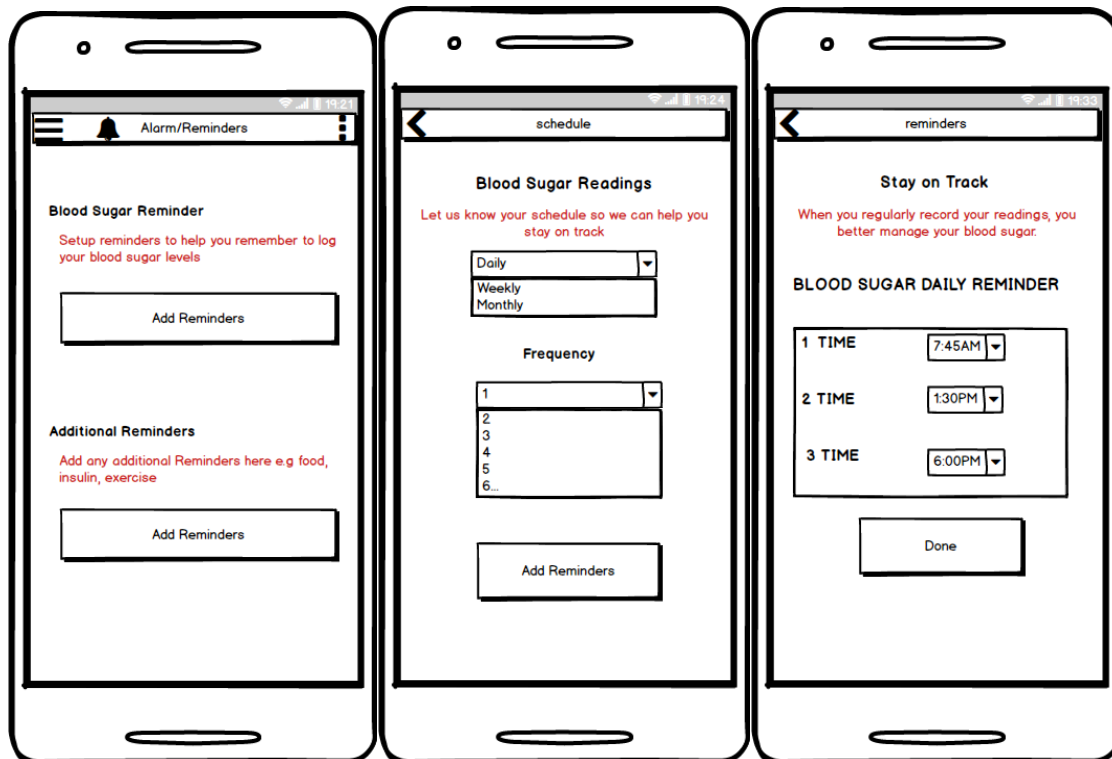 19:21
Alarm/Reminders
Blood Sugar Reminder
Setup reminders to help you remember to log
your blood sugar levels
Add Reminders
Additional Reminders
Add any additional Reminders here e.g food,
insulin, exercise
Add Reminders
19:24
schedule
Blood Sugar Readings
Let us know your schedule so we can help you
stay on track
Daily
Weekly
Monthly
Frequency
1
2
3
4
5
6...
Add Reminders
19:33
reminders
Stay on Track
When you regularly record your readings, you
better manage your blood sugar.
BLOOD SUGAR DAILY REMINDER
1 TIME 7:45AM
2 TIME 1:30PM
3 TIME 6:00PM
Done